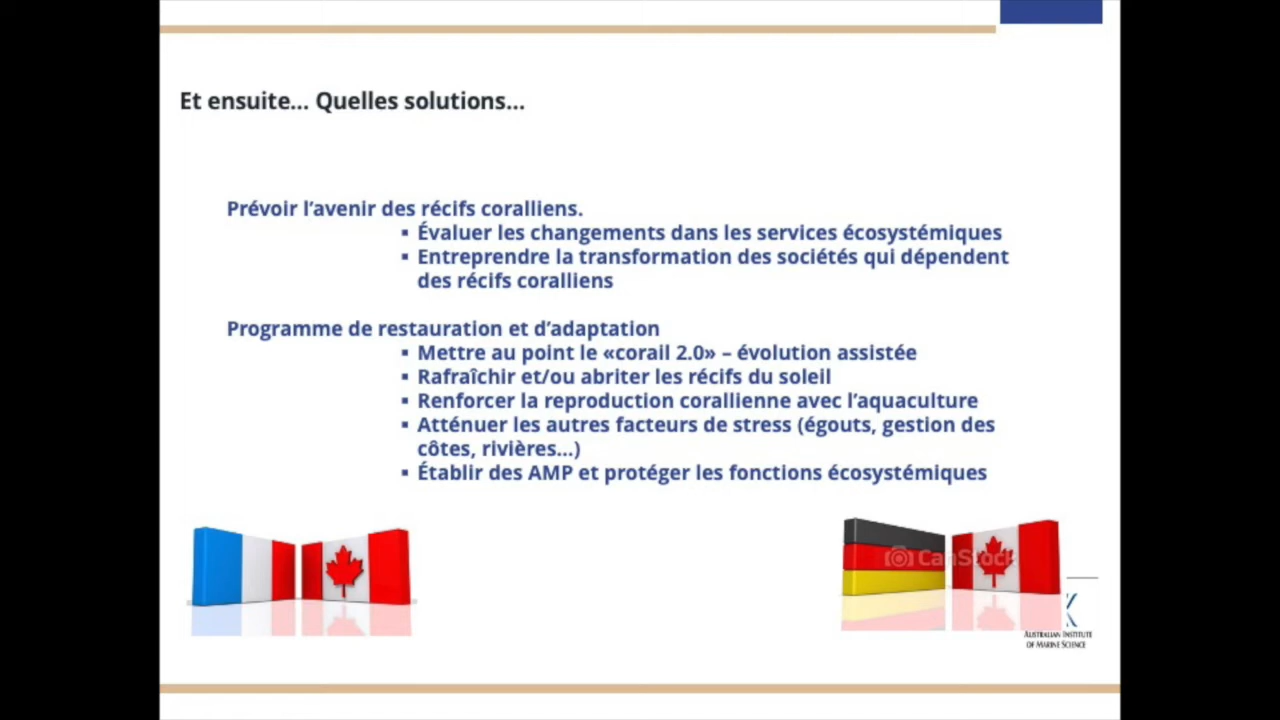 Et ensuite... Quelles solutions...
Prévoir l’avenir des récifs coralliens.
▪ Évaluer les changements dans les services écosystémiques
▪ Entreprendre la transformation des sociétés qui dépendent
des récifs coralliens
Programme de restauration et d’adaptation
▪ Mettre au point le «corail 2.0» – évolution assistée
▪ Rafraîchir et/ou abriter les récifs du soleil
▪ Renforcer la reproduction corallienne avec l’aquaculture
▪ Atténuer les autres facteurs de stress (égouts, gestion des
côtes, rivières...)
▪ Établir des AMP et protéger les fonctions écosystémiques
CanStock
AUSTRALIAN INSTITUTE
OF MARINE SCIENCE